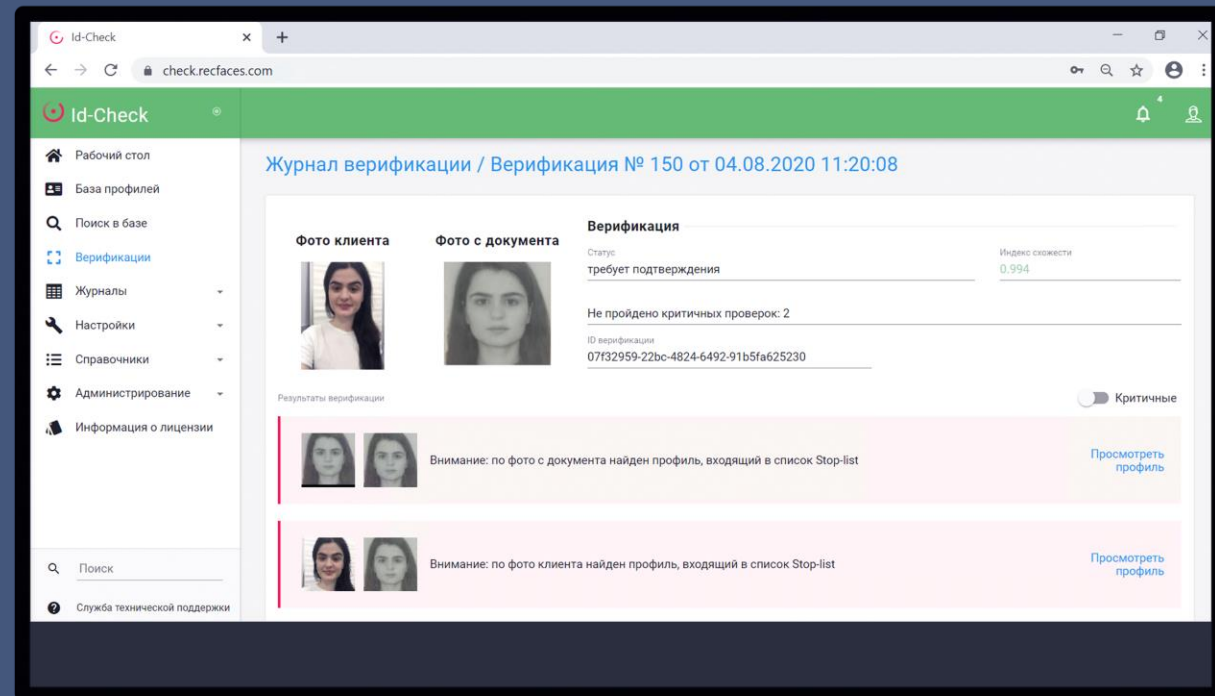 Id-Check
check.recfaces.com
Id-Check
4
Рабочий стол
База профилей
Поиск в базе
Верификации
Журналы
Настройки
Справочники
Администрирование
Информация о лицензии
Поиск
Служба технической поддержки
Журнал верификации / Верификация № 150 от 04.08.2020 11:20:08
Фото клиента
Фото с документа
Верификация
Статус
требует подтверждения
Индекс схожести
0.994
Не пройдено критичных проверок: 2
ID верификации
07f32959-22bc-4824-6492-91b5fa625230
Результаты верификации
Критичные
Внимание: по фото с документа найден профиль, входящий в список Stop-list
Просмотреть
профиль
Внимание: по фото клиента найден профиль, входящий в список Stop-list
Просмотреть
профиль